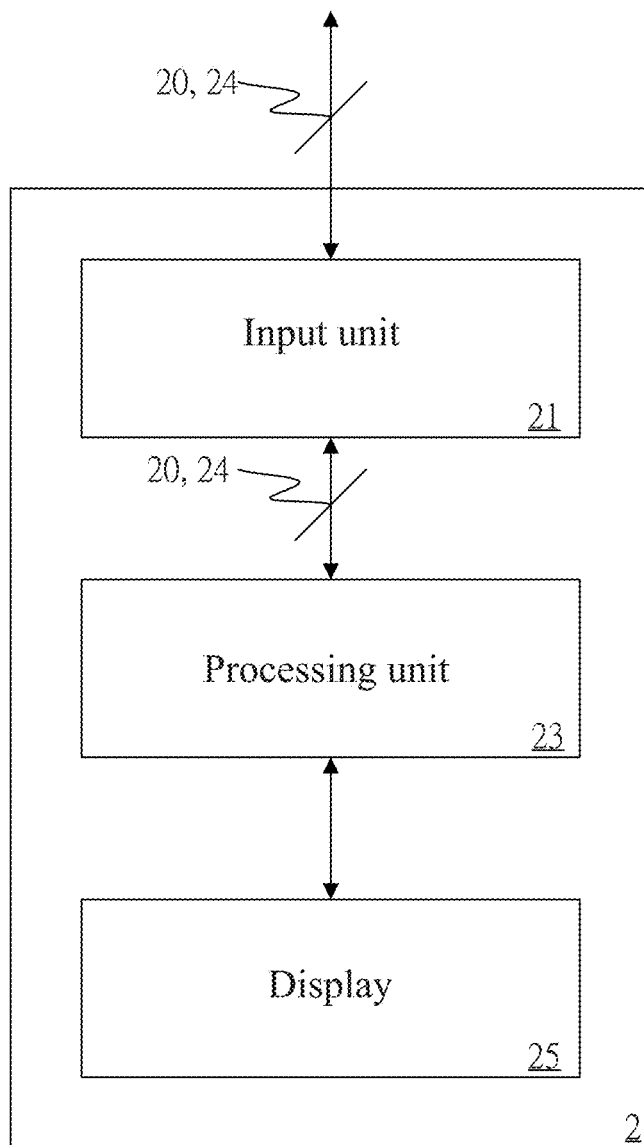 20, 24
Input unit
21
20, 24
Processing unit
23
Display
25
2